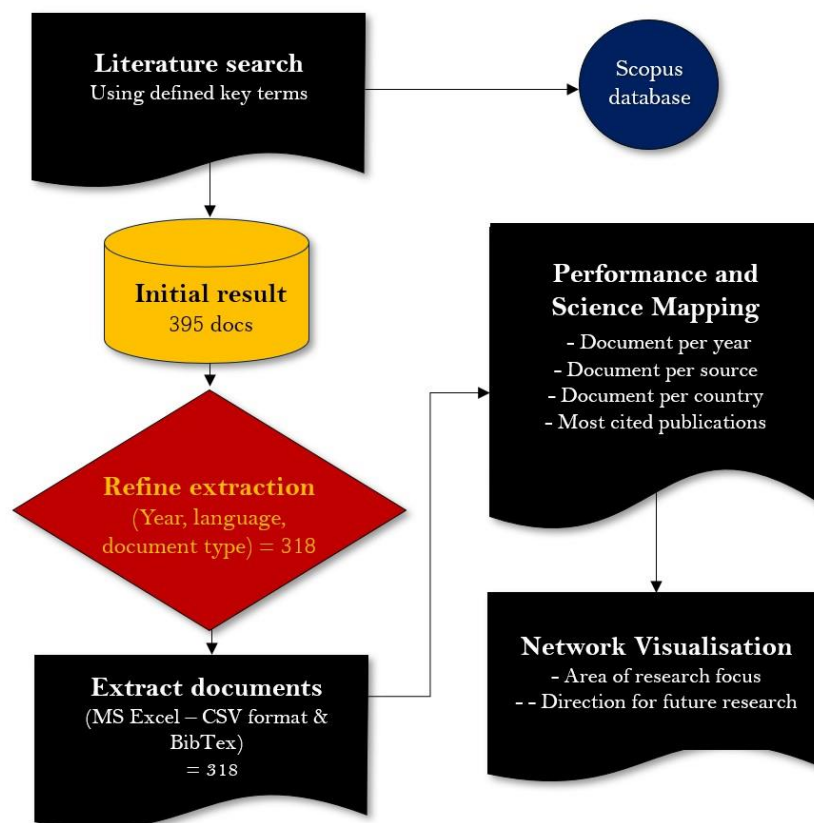 Literature search
Using defined key terms
Scopus
database
Initial result
395 docs
Refine extraction
(Year, language,
document type) = 318
Extract documents
(MS Excel – CSV format &
BibTex)
= 318
Performance and
Science Mapping
- Document per year
- Document per source
- Document per country
- Most cited publications
Network Visualisation
- Area of research focus
- - Direction for future research